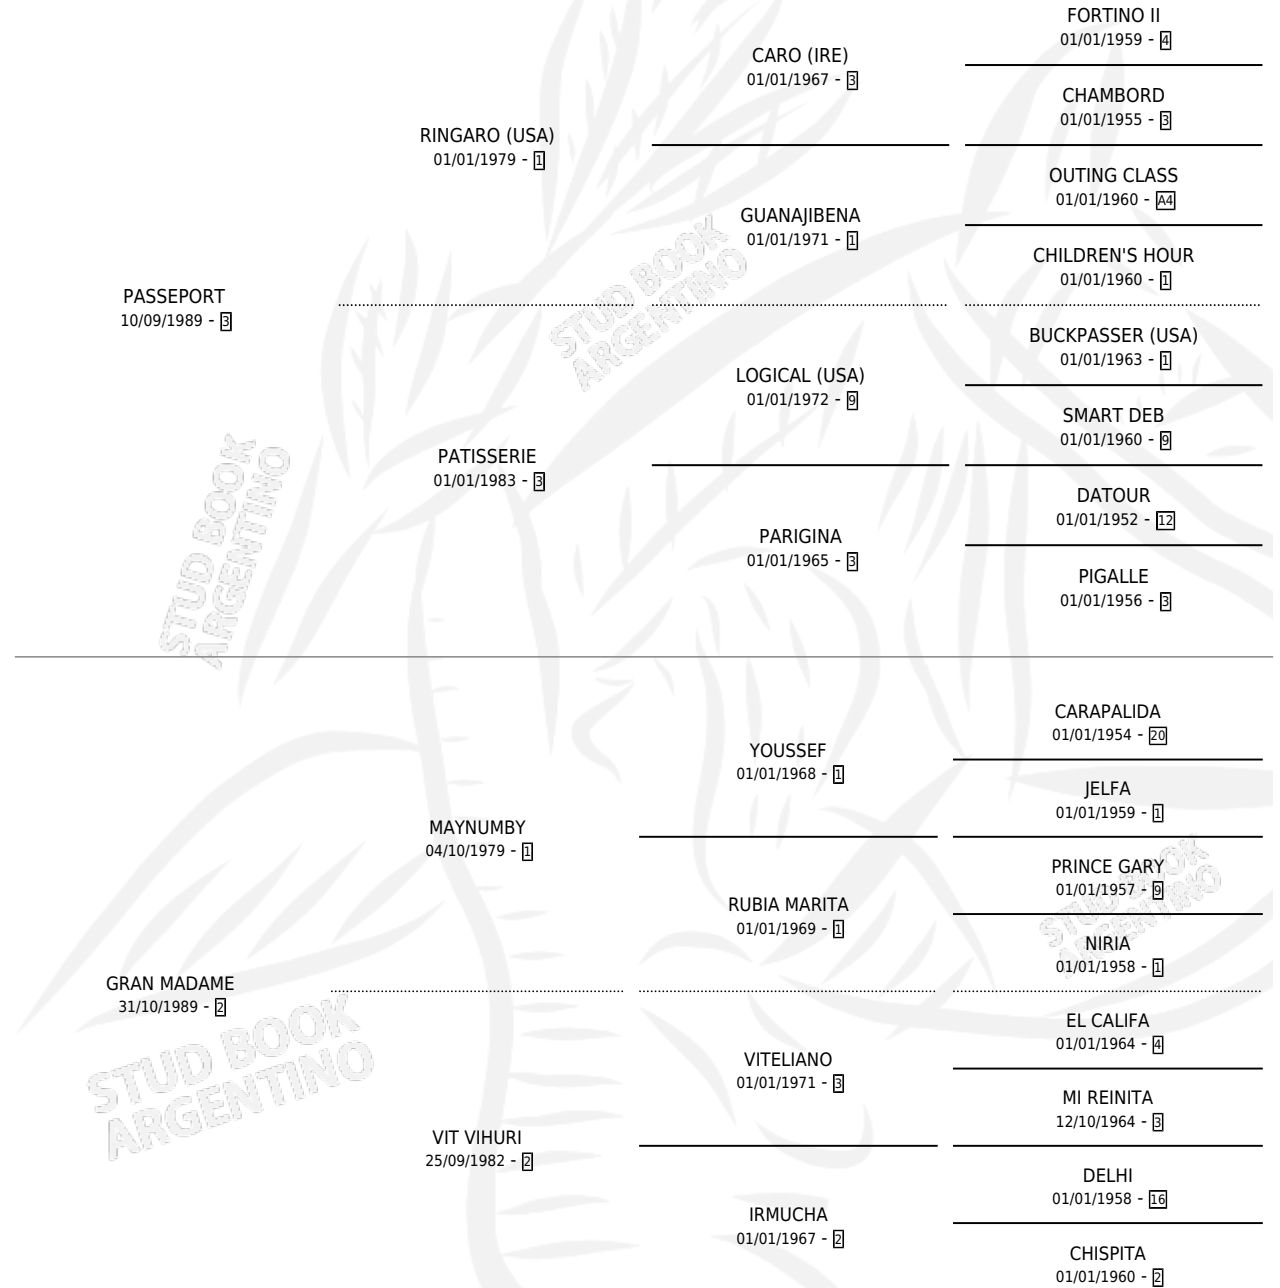 FORTINO II
01/01/1959 - 4
CARO (IRE)
01/01/1967 - 3
CHAMBORD
01/01/1955 - 3
RINGARO (USA)
01/01/1979 - 1
OUTING CLASS
01/01/1960 - A4
GUANAJIBENA
01/01/1971 - 1
CHILDREN'S HOUR
01/01/1960 - 1
PASSEPORT
10/09/1989 - 3
STUD BOOK
ARGENTINO
BUCKPASSER (USA)
01/01/1963 - 1
LOGICAL (USA)
01/01/1972 - 9
SMART DEB
01/01/1960 - 9
PATISSERIE
01/01/1983 - 3
DATOUR
01/01/1952 - 12
PARIGINA
01/01/1965 - 3
PIGALLE
01/01/1956 - 3
STUD BOOK
ARGENTINO
CARAPALIDA
01/01/1954 - 20
YOUSSEF
01/01/1968 - 1
JELFA
01/01/1959 - 1
MAYNUMBY
04/10/1979 - 1
PRINCE GARY
01/01/1957 - 9
RUBIA MARITA
01/01/1969 - 1
STUD BOOK
ARGENTINO
NIRIA
01/01/1958 - 1
GRAN MADAME
31/10/1989 - 2
EL CALIFA
01/01/1964 - 4
VITELIANO
01/01/1971 - 3
STUD BOOK
ARGENTINO
MI REINITA
12/10/1964 - 3
VIT VIHURI
25/09/1982 - 2
DELHI
01/01/1958 - 16
IRMUCHA
01/01/1967 - 2
CHISPITA
01/01/1960 - 2